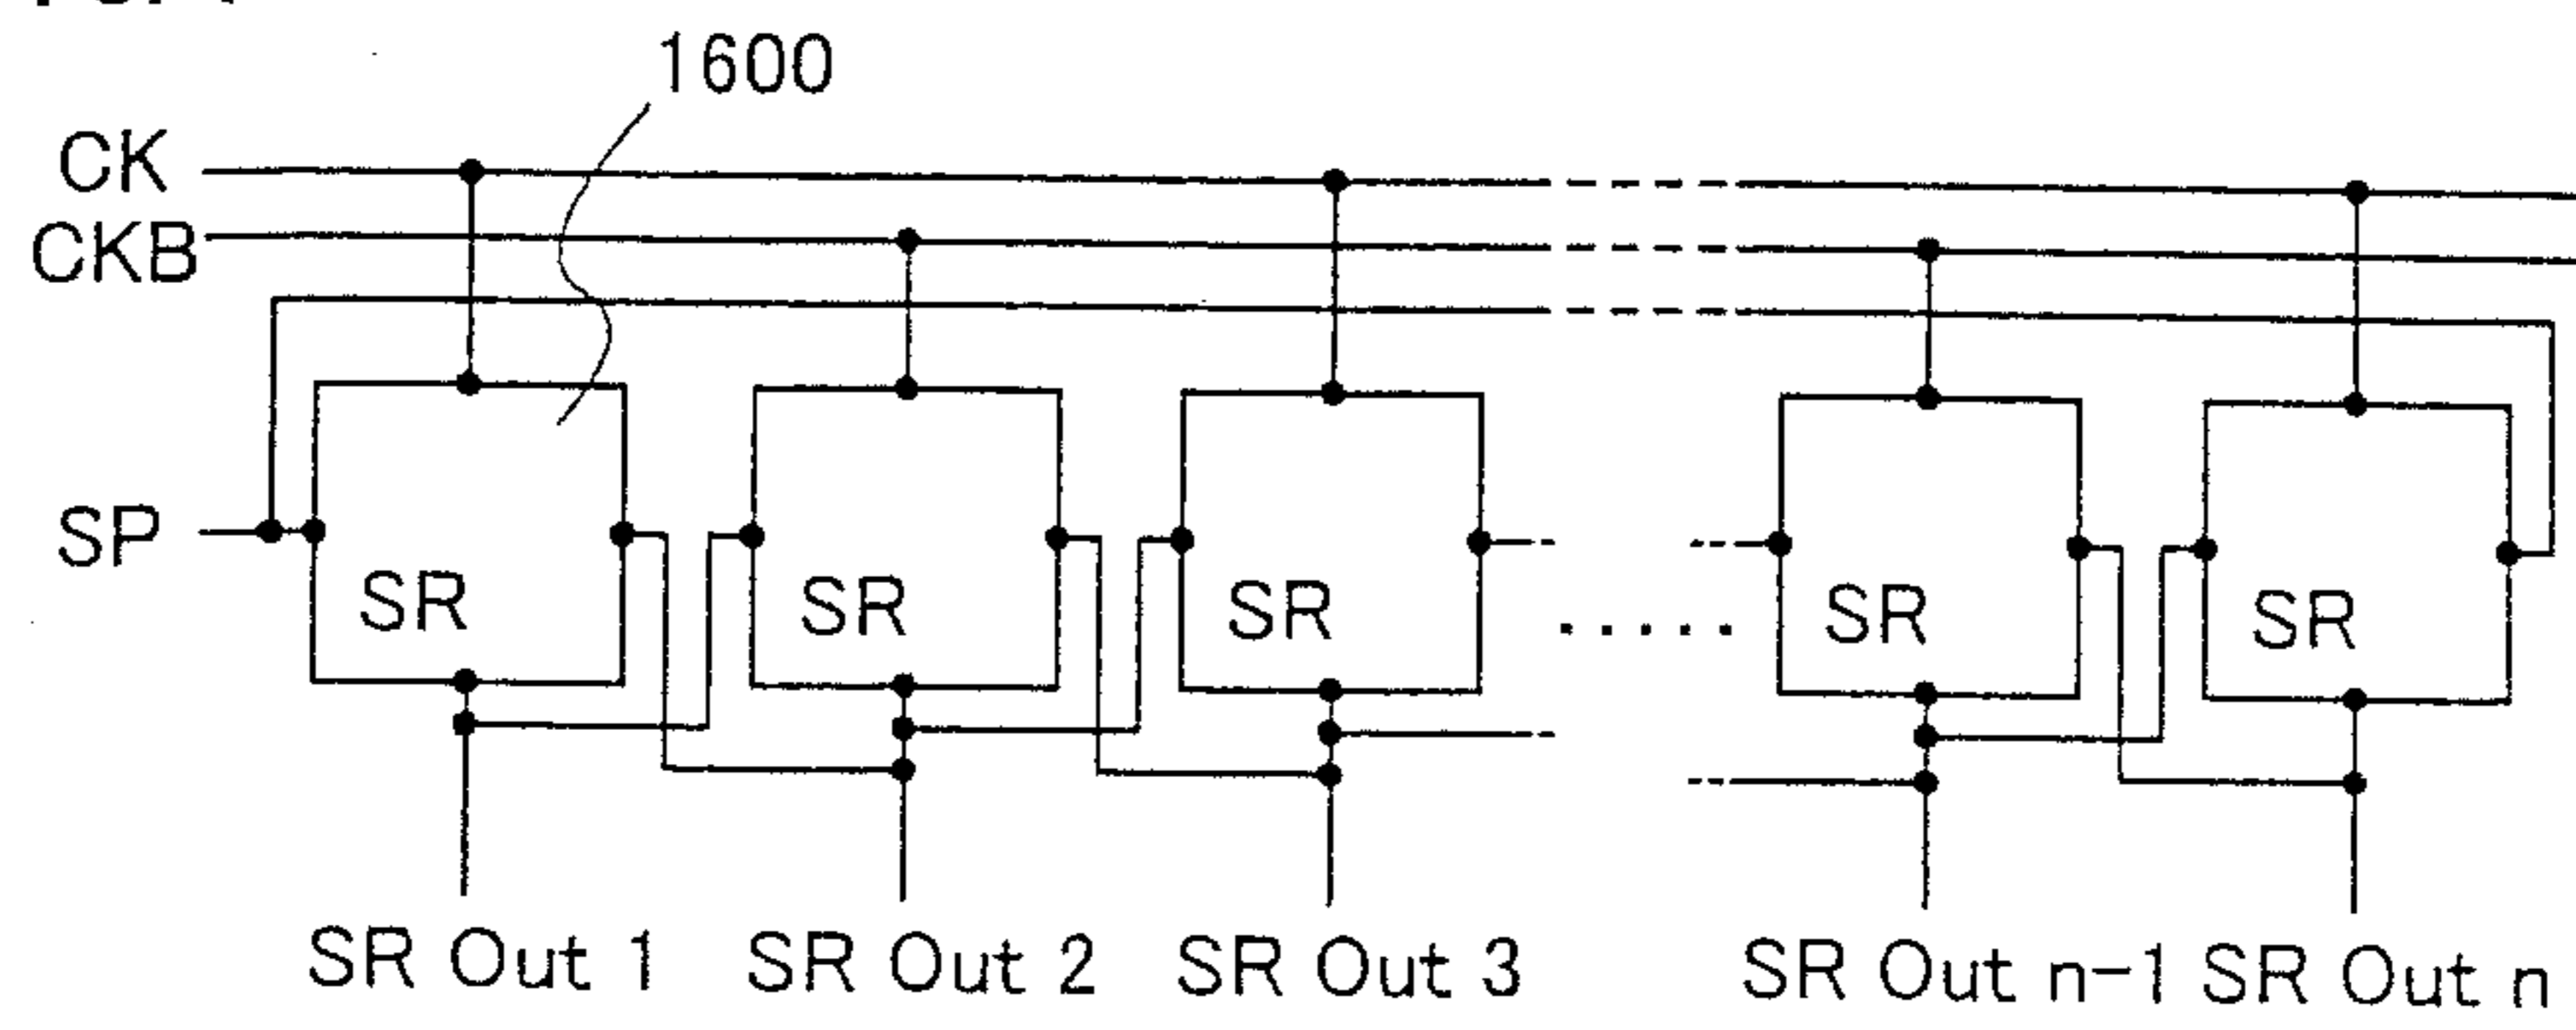 1600
CK
CKB
SP
SR SR SR ..... SR SR
SR Out 1 SR Out 2 SR Out 3 SR Out n-1 SR Out n